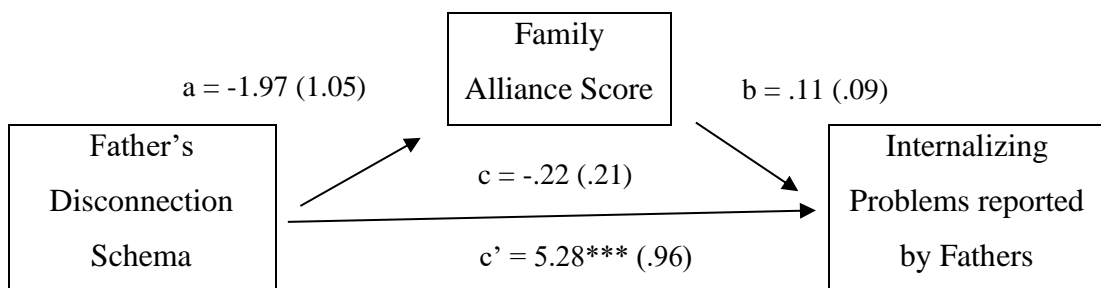 Family
Alliance Score
a = -1.97 (1.05)
b = .11 (.09)
Father's
Disconnection
Schema
c = -.22 (.21)
c’ = 5.28*** (.96)
Internalizing
Problems reported
by Fathers